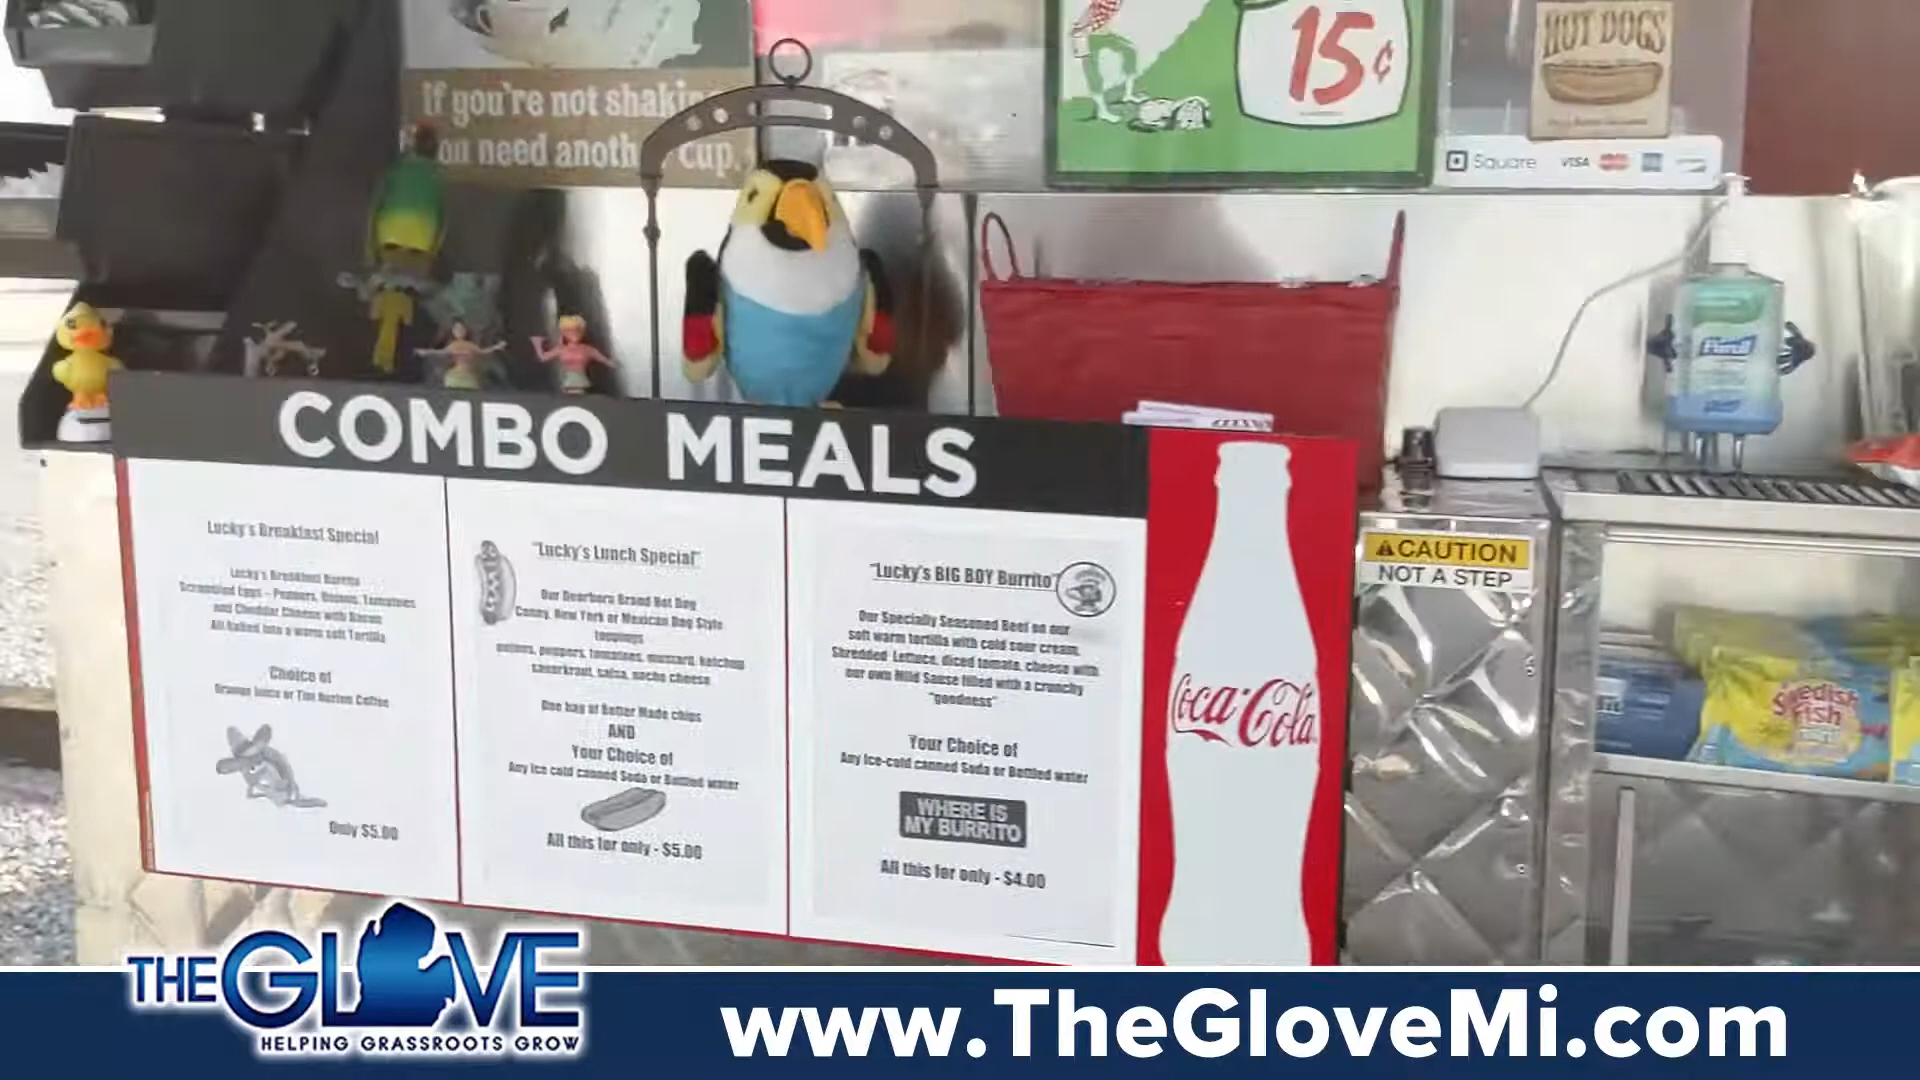 If you're not shaking
you need another cup.
15¢
HOT DOGS
Square VISA
Purell
COMBO MEALS
Lucky's Breakfast Special
Lucky's Breakfast Burrito
Scrambled Eggs - Peppers, Onions, Tomatoes
and Cheddar Cheese with Bacon
All Rolled into a warm soft Tortilla
Choice of
Orange Juice or Tim Horton Coffee
Only $5.00
"Lucky's Lunch Special"
Our Dearborn Brand Hot Dog
Coney, New York or Mexican Dog Style
toppings
onions, peppers, tomatoes, mustard, ketchup
sauerkraut, salsa, nacho cheese
One bag of Better Made chips
AND
Your Choice of
Any ice cold canned Soda or Bottled water
All this for only - $5.00
"Lucky's BIG BOY Burrito"
Our Specially Seasoned Beef on our
soft warm tortilla with cold sour cream,
Shredded Lettuce, diced tomato, cheese with
our own Mild Sause filled with a crunchy
"goodness"
Your Choice of
Any Ice-cold canned Soda or Bottled water
WHERE IS
MY BURRITO
All this for only - $4.00
Coca-Cola
CAUTION
NOT A STEP
Swedish
Fish
THE GLOVE
HELPING GRASSROOTS GROW
www.TheGloveMi.com